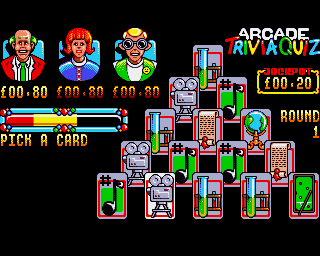 ARCADE
TRIVIA QUIZ
£00.80 £00.80 £00.80
JACKPOT
£00.20
ROUND
1
PICK A CARD